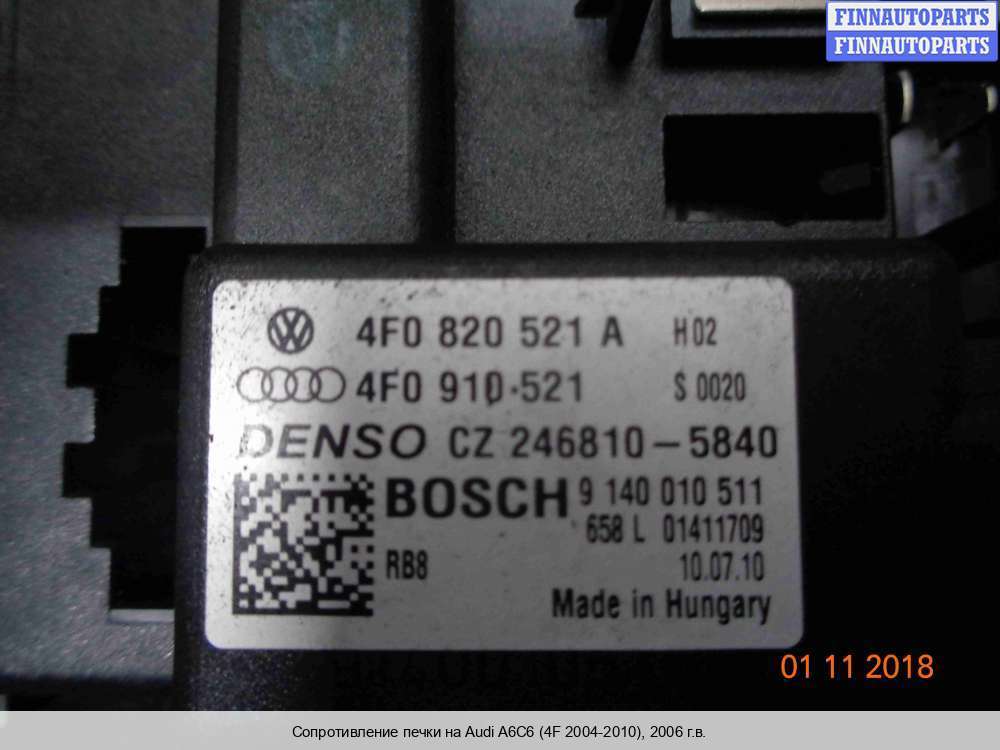 FINNAUTOPARTS
FINNAUTOPARTS
4F0 820 521 A H02
4F0 910 521 S 0020
DENSO CZ 246810-5840
BOSCH 9 140 010 511
658 L 01411709
RB8 10.07.10
Made in Hungary
01 11 2018
Сопротивление печки на Audi A6C6 (4F 2004-2010), 2006 г.в.